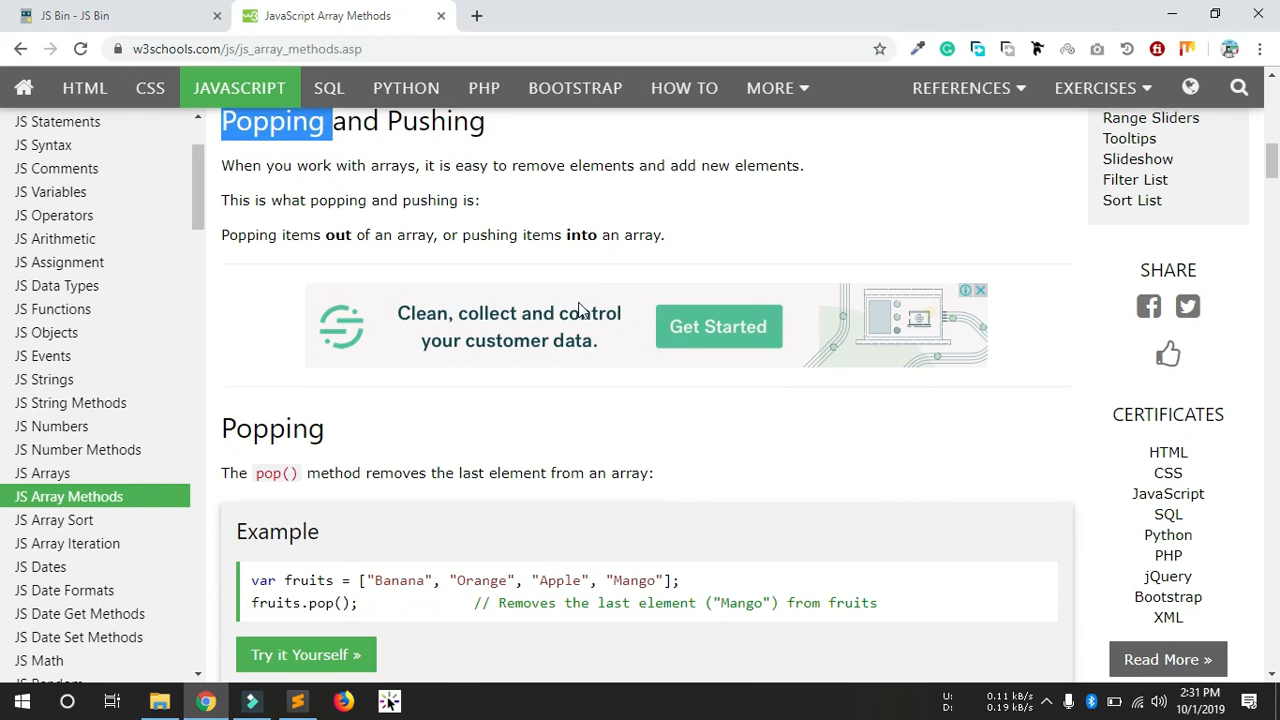 JS Bin - JS Bin
JavaScript Array Methods
w3schools.com/js/js_array_methods.asp
HTML
CSS
JAVASCRIPT
SQL
PYTHON
PHP
BOOTSTRAP
HOW TO
MORE
REFERENCES
EXERCISES
JS Statements
JS Syntax
JS Comments
JS Variables
JS Operators
JS Arithmetic
JS Assignment
JS Data Types
JS Functions
JS Objects
JS Events
JS Strings
JS String Methods
JS Numbers
JS Number Methods
JS Arrays
JS Array Methods
JS Array Sort
JS Array Iteration
JS Dates
JS Date Formats
JS Date Get Methods
JS Date Set Methods
JS Math
Popping and Pushing
When you work with arrays, it is easy to remove elements and add new elements.
This is what popping and pushing is:
Popping items out of an array, or pushing items into an array.
Clean, collect and control
your customer data.
Get Started
Popping
The pop() method removes the last element from an array:
Example
var fruits = ["Banana", "Orange", "Apple", "Mango"];
fruits.pop(); // Removes the last element ("Mango") from fruits
Try it Yourself »
Range Sliders
Tooltips
Slideshow
Filter List
Sort List
SHARE
CERTIFICATES
HTML
CSS
JavaScript
SQL
Python
PHP
jQuery
Bootstrap
XML
Read More »
U: 0.11 kB/s
D: 0.19 kB/s
2:31 PM
10/1/2019